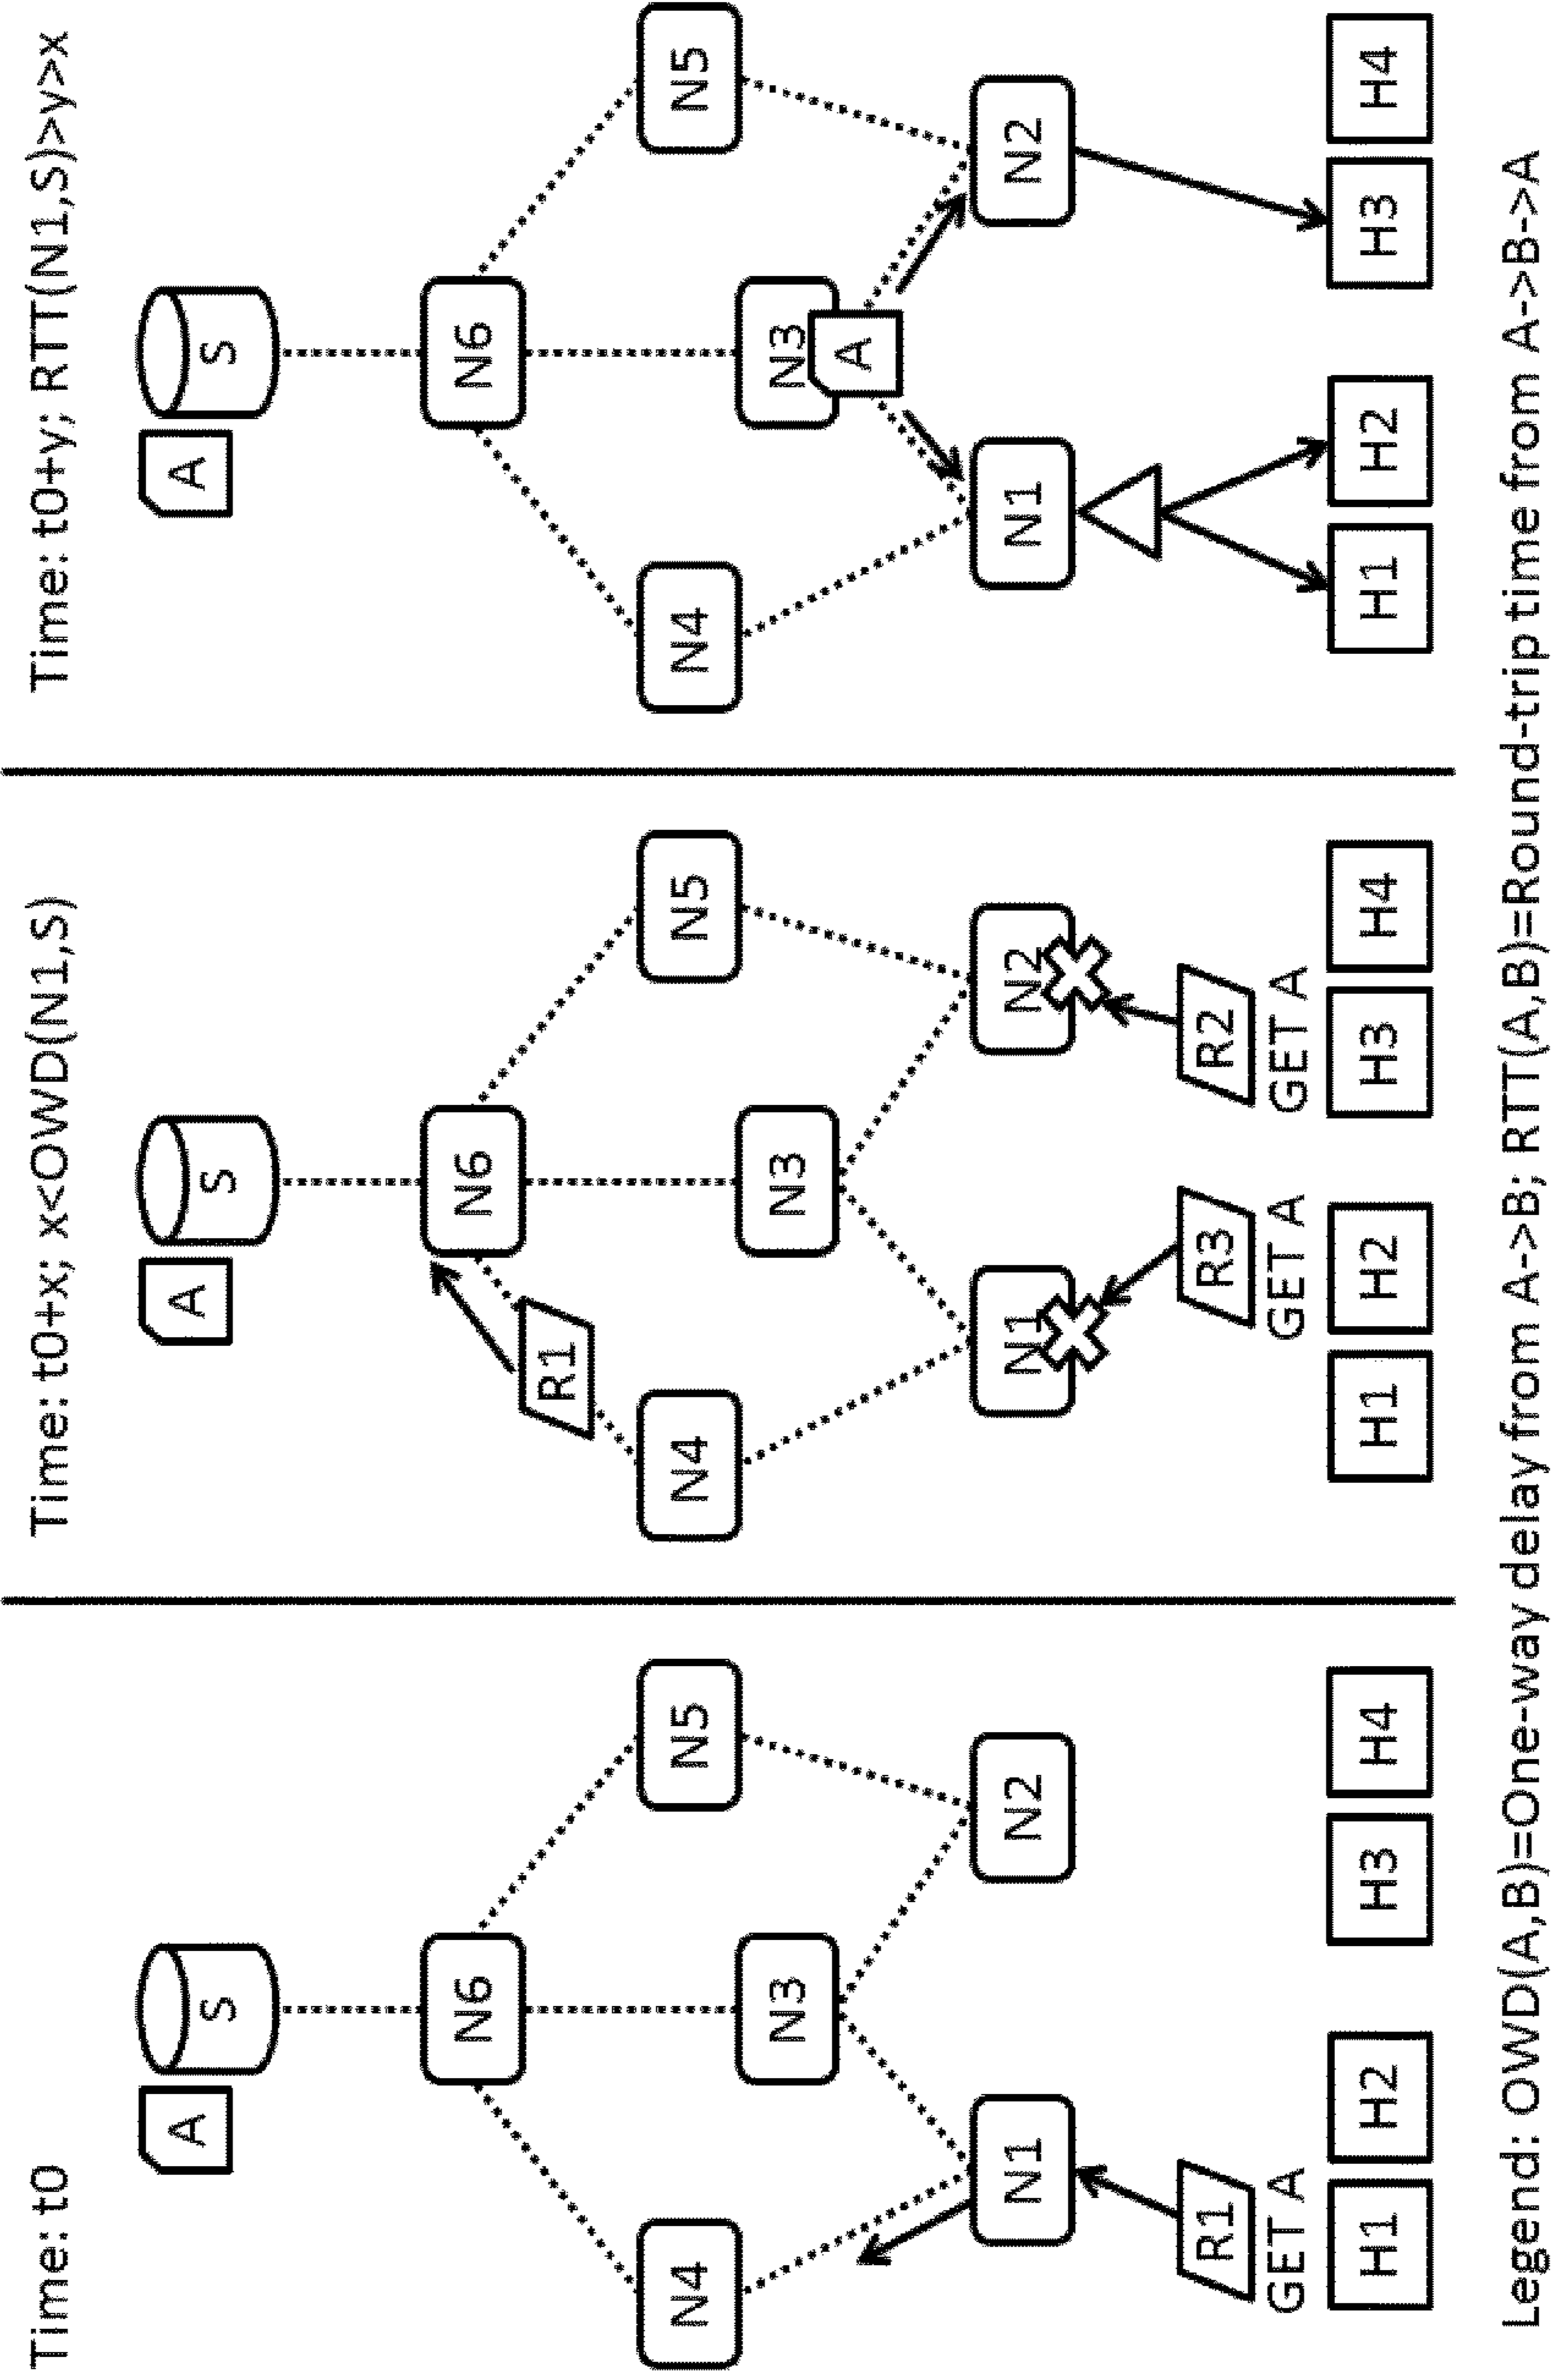 Time: t0
A
S
N6
N4
N3
N5
N1
N2
R1
GET A
H1
H2
H3
H4
Time: t0+x; x<OWD(N1,S)
A
S
N6
R1
N4
N3
N5
N1
N2
R3
R2
GET A
GET A
H1
H2
H3
H4
Time: t0+y; RTT(N1,S)>y>x
A
S
N6
N4
N3
N5
A
N1
N2
H1
H2
H3
H4
Legend: OWD(A,B)=One-way delay from A->B; RTT(A,B)=Round-trip time from A->B->A